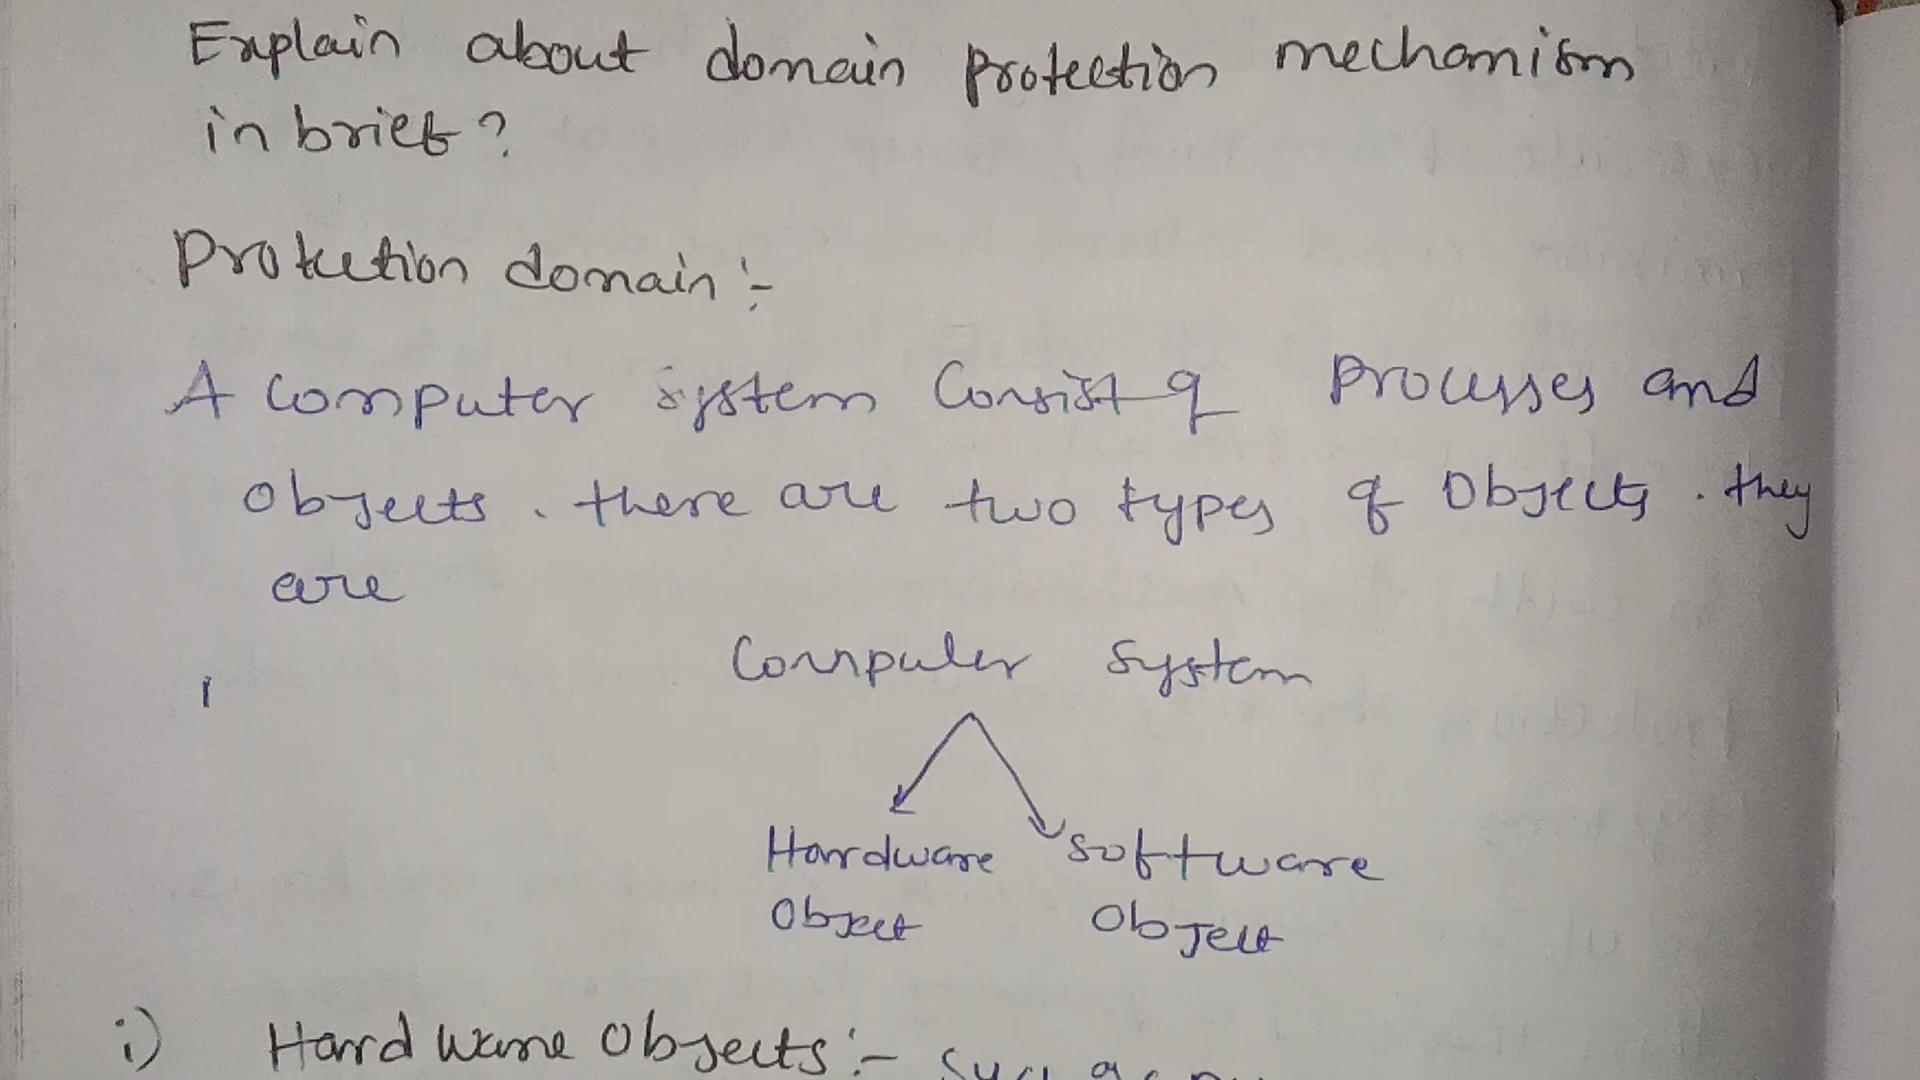 Explain about domain protection mechanism
in brief?
Protection domain :-
A computer system Consist of Processes and
Objects. there are two types of Objects. they
are
Computer System
Hardware Software
Object Object
i) Hardware Objects :-